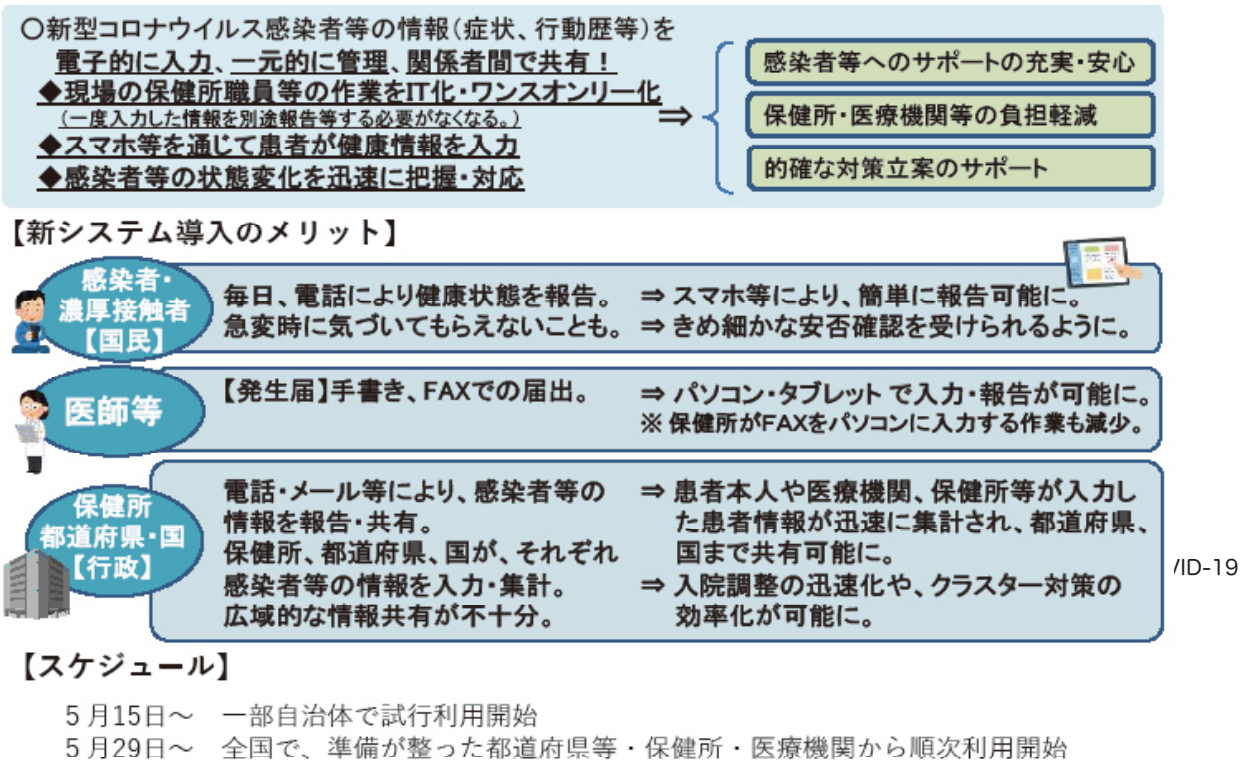 ○新型コロナウイルス感染者等の情報(症状、行動歴等)を
電子的に入力、一元的に管理、関係者間で共有！
◆現場の保健所職員等の作業をIT化・ワンスオンリー化
(一度入力した情報を別途報告等する必要がなくなる。)
◆スマホ等を通じて患者が健康情報を入力
◆感染者等の状態変化を迅速に把握・対応
⇒
感染者等へのサポートの充実・安心
保健所・医療機関等の負担軽減
的確な対策立案のサポート
【新システム導入のメリット】
感染者・
濃厚接触者
【国民】
毎日、電話により健康状態を報告。
急変時に気づいてもらえないことも。
⇒ スマホ等により、簡単に報告可能に。
⇒ きめ細かな安否確認を受けられるように。
医師等
【発生届】手書き、FAXでの届出。
⇒ パソコン・タブレット で入力・報告が可能に。
※ 保健所がFAXをパソコンに入力する作業も減少。
保健所
都道府県・国
【行政】
電話・メール等により、感染者等の
情報を報告・共有。
保健所、都道府県、国が、それぞれ
感染者等の情報を入力・集計。
広域的な情報共有が不十分。
⇒ 患者本人や医療機関、保健所等が入力し
た患者情報が迅速に集計され、都道府県、
国まで共有可能に。
⇒ 入院調整の迅速化や、クラスター対策の
効率化が可能に。
/ID-19
【スケジュール】
５月15日～ 一部自治体で試行利用開始
５月29日～ 全国で、準備が整った都道府県等・保健所・医療機関から順次利用開始